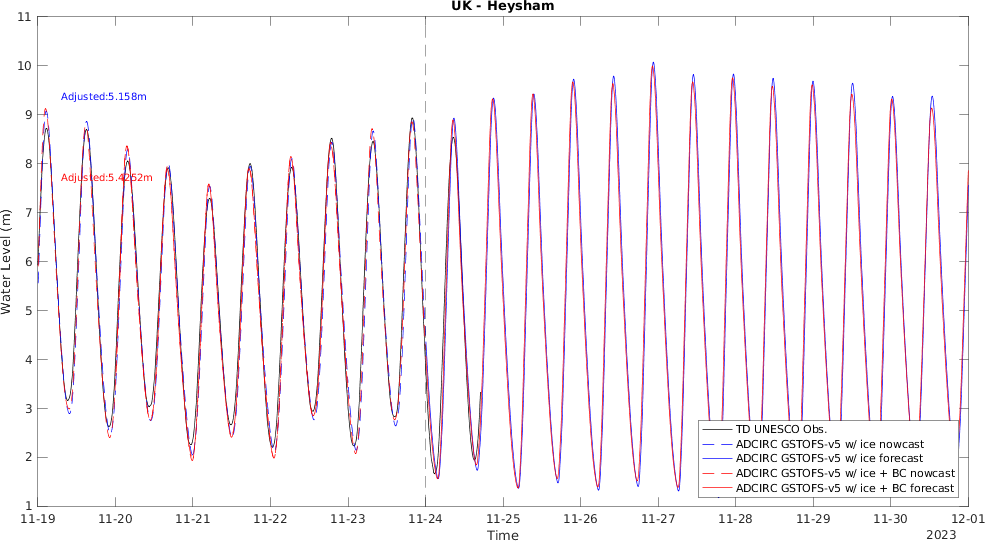 UK - Heysham
11
10
9
8
7
6
5
4
3
2
1
Water Level (m)
Adjusted:5.158m
Adjusted:5.4252m
TD UNESCO Obs.
ADCIRC GSTOFS-v5 w/ ice nowcast
ADCIRC GSTOFS-v5 w/ ice forecast
ADCIRC GSTOFS-v5 w/ ice + BC nowcast
ADCIRC GSTOFS-v5 w/ ice + BC forecast
11-19 11-20 11-21 11-22 11-23 11-24 11-25 11-26 11-27 11-28 11-29 11-30 12-01
Time
2023